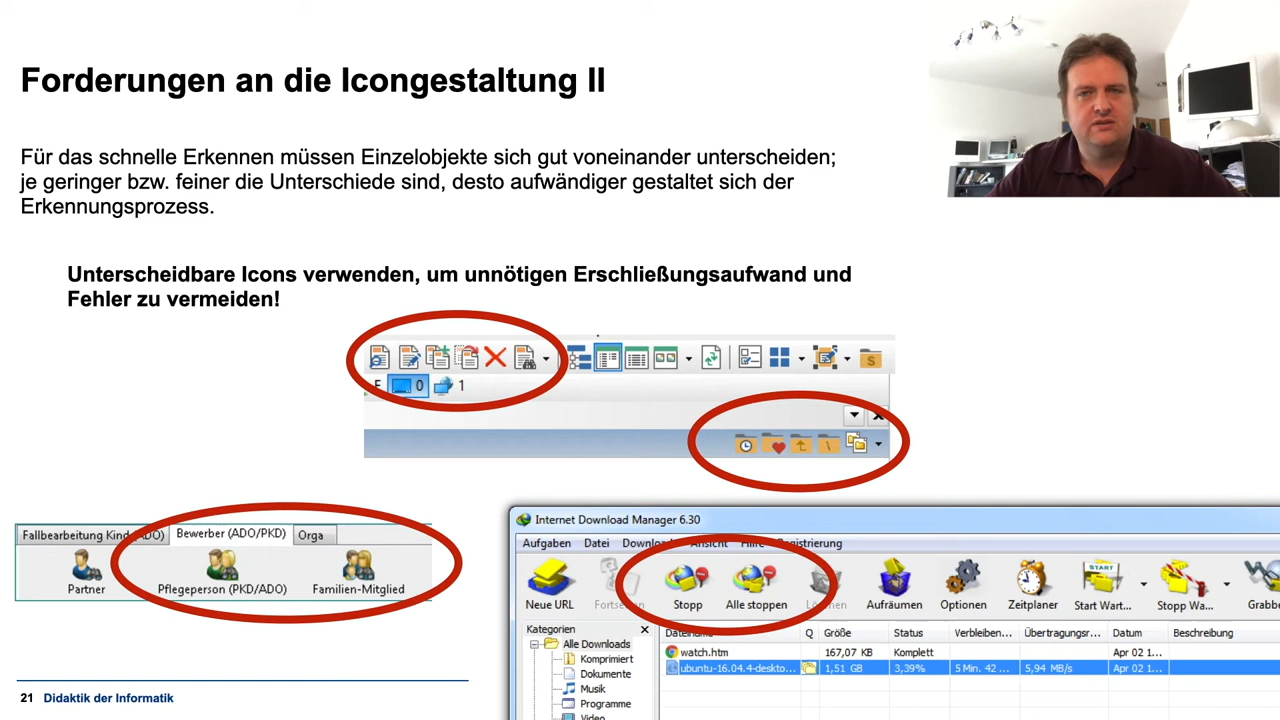 Forderungen an die Icongestaltung II
Für das schnelle Erkennen müssen Einzelobjekte sich gut voneinander unterscheiden;
je geringer bzw. feiner die Unterschiede sind, desto aufwändiger gestaltet sich der
Erkennungsprozess.
Unterscheidbare Icons verwenden, um unnötigen Erschließungsaufwand und
Fehler zu vermeiden!
S
F 0 1
Fallbearbeitung Kind (ADO) Bewerber (ADO/PKD) Orga
Partner Pflegeperson (PKD/ADO) Familien-Mitglied
Internet Download Manager 6.30
Aufgaben Datei Download Ansicht Hilfe Registrierung
START
Neue URL Fortsetzen Stopp Alle stoppen Löschen Aufräumen Optionen Zeitplaner Start Wart... Stopp Wa... Grabbe
Kategorien Dateiname Q Größe Status Verbleiben... Übertragungsr... Datum Beschreibung
Alle Downloads watch.htm 167,07 KB Komplett Apr 02 1...
Komprimiert ubuntu-16.04.4-deskto... 1,51 GB 3,39% 5 Min. 42 ... 5,94 MB/s Apr 02 1...
Dokumente
Musik
Programme
Video
21 Didaktik der Informatik